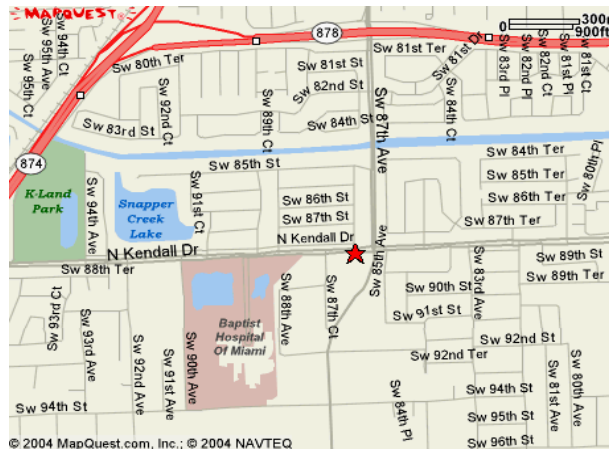 MAPQUEST
300m
900ft
878
874
Sw 94th Ct
Sw 95th Ct
Sw 80th Ter
Sw 81st St
Sw 82nd St
Sw 81st Ter
Sw 81st Dr
Sw 83rd Pl
Sw 82nd Pl
Sw 82nd Ct
Sw 81st Pl
Sw 81st Ct
Sw 92nd Ct
Sw 89th Ct
Sw 84th St
Sw 83rd St
Sw 87th Ave
Sw 84th Ct
Sw 85th St
Sw 84th Ter
Sw 85th Ter
Sw 86th Ter
Sw 87th Ter
Sw 80th Pl
K-Land
Park
Sw 94th Ave
Snapper
Creek
Lake
Sw 91st Ct
Sw 86th St
Sw 87th St
N Kendall Dr
N Kendall Dr
Sw 88th Ter
Sw 85th Ave
Sw 89th St
Sw 89th Ter
Sw 83rd Ave
Sw 90th St
Sw 91st St
Sw 92nd St
Sw 92nd Ter
Sw 88th Ave
Sw 87th Ct
Baptist
Hospital
Of Miami
Sw 93rd Ct
Sw 93rd Ave
Sw 92nd Ave
Sw 91st Ave
Sw 90th Ave
Sw 94th St
Sw 84th Pl
Sw 94th St
Sw 95th St
Sw 96th St
Sw 81st Ave
Sw 80th Ave
© 2004 MapQuest.com, Inc.; © 2004 NAVTEQ